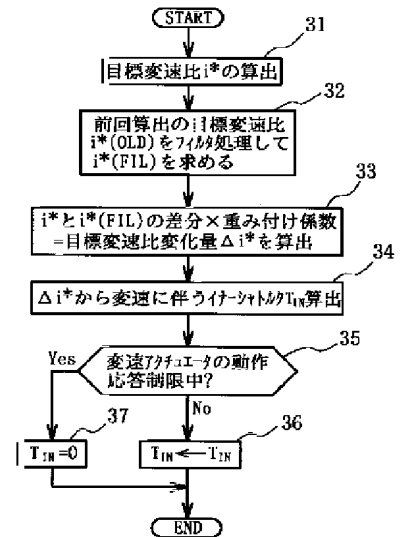 START
31
目標変速比i*の算出
32
前回算出の目標変速比
i*(OLD)をフィルタ処理して
i*(FIL)を求める
33
i*とi*(FIL)の差分×重み付け係数
=目標変速比変化量Δi*を算出
34
Δi*から変速に伴うイナーシャトルクTIN算出
35
変速アクチュエータの動作
応答制限中?
Yes
No
37
36
TIN=0
TIN←TIN
END